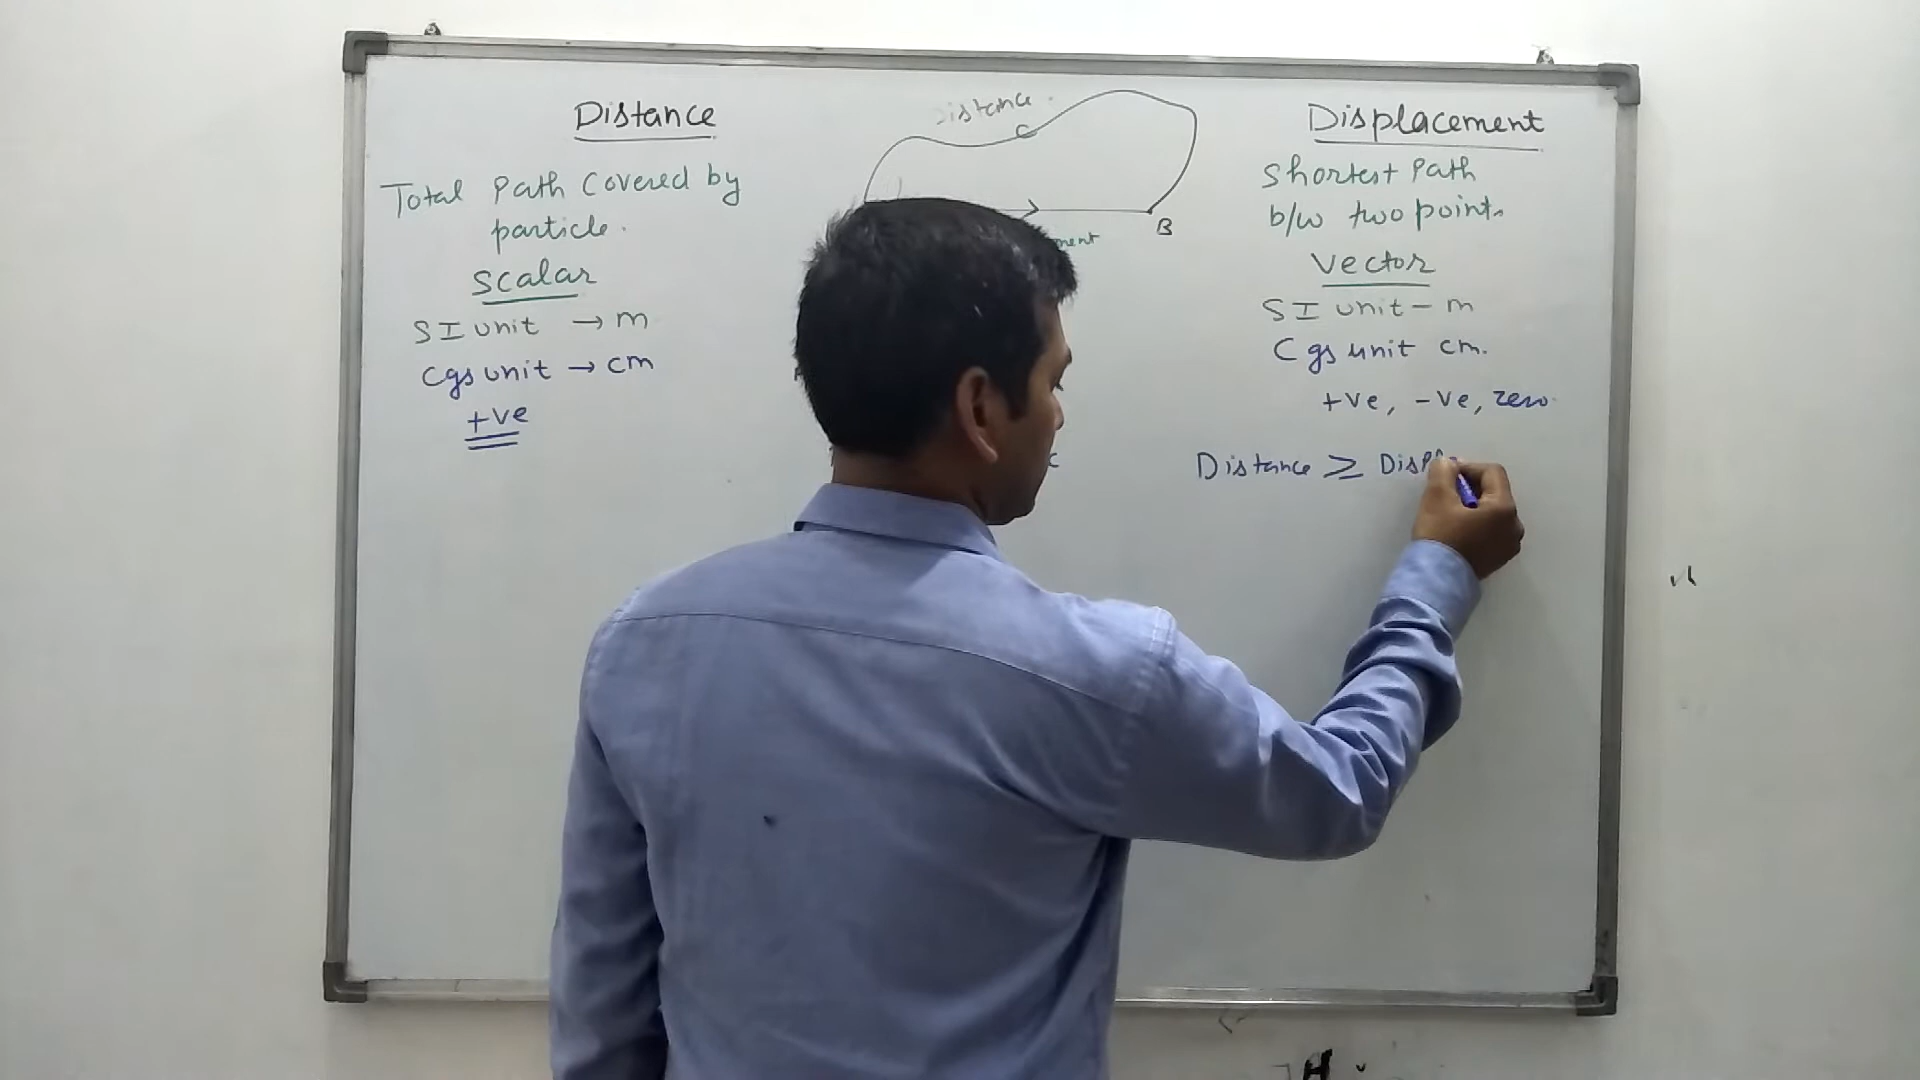 Distance
Total Path Covered by
particle.
Scalar
SI unit → m
Cgs unit → cm
+ve
C
B
C
Displacement
Shortest Path
b/w two points
Vector
SI unit - m
Cgs unit cm.
+ve, -ve, zero.
Distance ≥ Displ